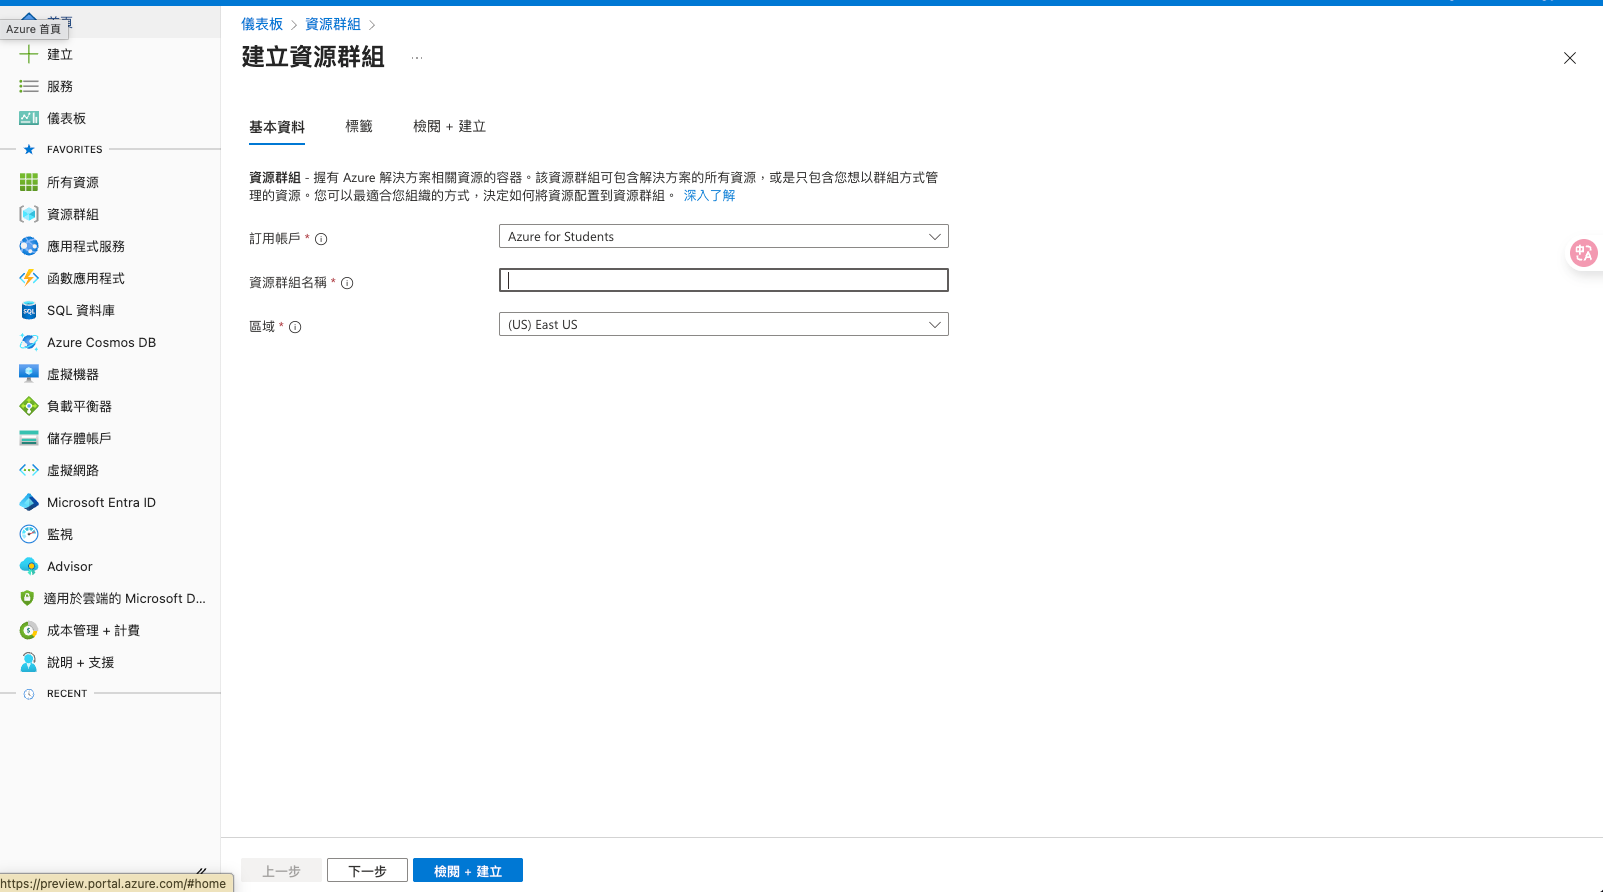 首頁
Azure 首頁
建立
服務
儀表板
FAVORITES
所有資源
資源群組
應用程式服務
函數應用程式
SQL 資料庫
Azure Cosmos DB
虛擬機器
負載平衡器
儲存體帳戶
虛擬網路
Microsoft Entra ID
監視
Advisor
適用於雲端的 Microsoft D...
成本管理 + 計費
說明 + 支援
RECENT
https://preview.portal.azure.com/#home
儀表板 > 資源群組 >
建立資源群組 ...
基本資料 標籤 檢閱 + 建立
資源群組 - 握有 Azure 解決方案相關資源的容器。該資源群組可包含解決方案的所有資源，或是只包含您想以群組方式管
理的資源。您可以最適合您組織的方式，決定如何將資源配置到資源群組。 深入了解
訂用帳戶 * Azure for Students
資源群組名稱 *
區域 * (US) East US
上一步 下一步 檢閱 + 建立